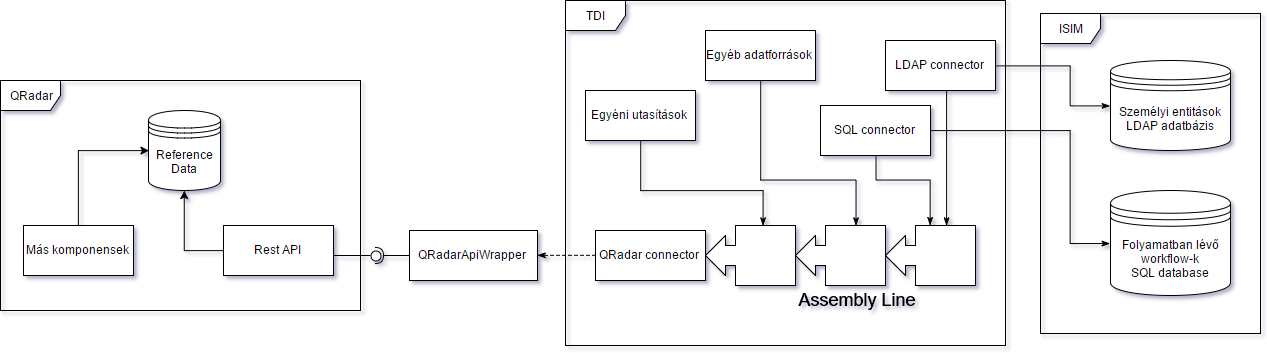 QRadar
Reference
Data
Más komponensek
Rest API
QRadarApiWrapper
TDI
Egyéb adatforrások
LDAP connector
Egyéni utasítások
SQL connector
QRadar connector
Assembly Line
ISIM
Személyi entitások
LDAP adatbázis
Folyamatban lévő
workflow-k
SQL database